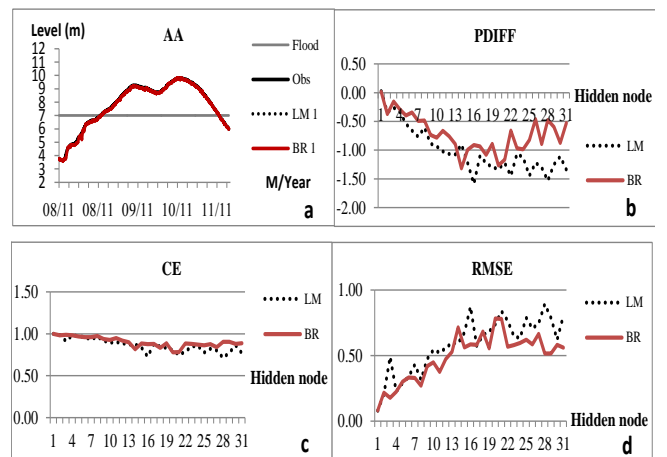 AA
Level (m)
12
11
10
9
8
7
6
5
4
3
2
08/11 08/11 09/11 10/11 11/11
M/Year
Flood
Obs
LM 1
BR 1
a
PDIFF
0.50
0.00
-0.50
-1.00
-1.50
-2.00
Hidden node
1 4 7 10 13 16 19 22 25 28 31
LM
BR
b
CE
1.50
1.00
0.50
0.00
LM
BR
Hidden node
1 4 7 10 13 16 19 22 25 28 31
c
RMSE
1.00
0.50
0.00
LM
BR
Hidden node
1 4 7 10 13 16 19 22 25 28 31
d